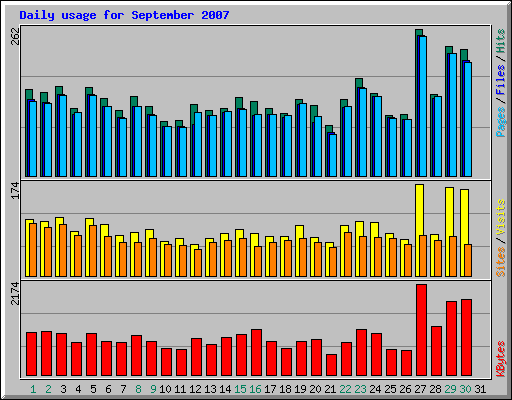 Daily usage for September 2007
262
Pages / Files / Hits
174
Sites / Visits
2174
KBytes
1 2 3 4 5 6 7 8 9 10 11 12 13 14 15 16 17 18 19 20 21 22 23 24 25 26 27 28 29 30 31